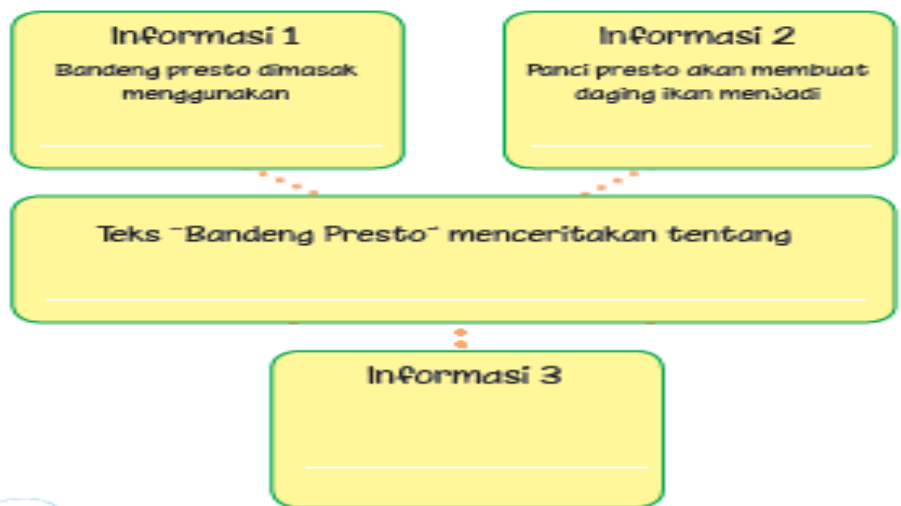 Informasi 1
Bandeng presto dimasak
menggunakan
Informasi 2
Panci presto akan membuat
daging ikan menjadi
Teks "Bandeng Presto" menceritakan tentang
Informasi 3